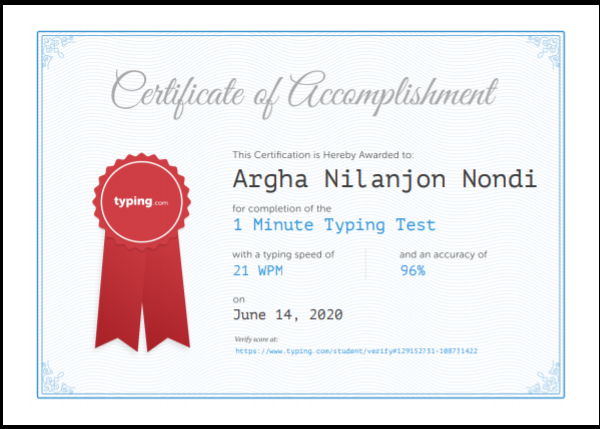 Certificate of Accomplishment
This Certification is Hereby Awarded to:
Argha Nilanjon Nondi
typing.com
for completion of the
1 Minute Typing Test
with a typing speed of and an accuracy of
21 WPM 96%
on
June 14, 2020
Verify score at:
https://www.typing.com/student/verify#129152731-108731422